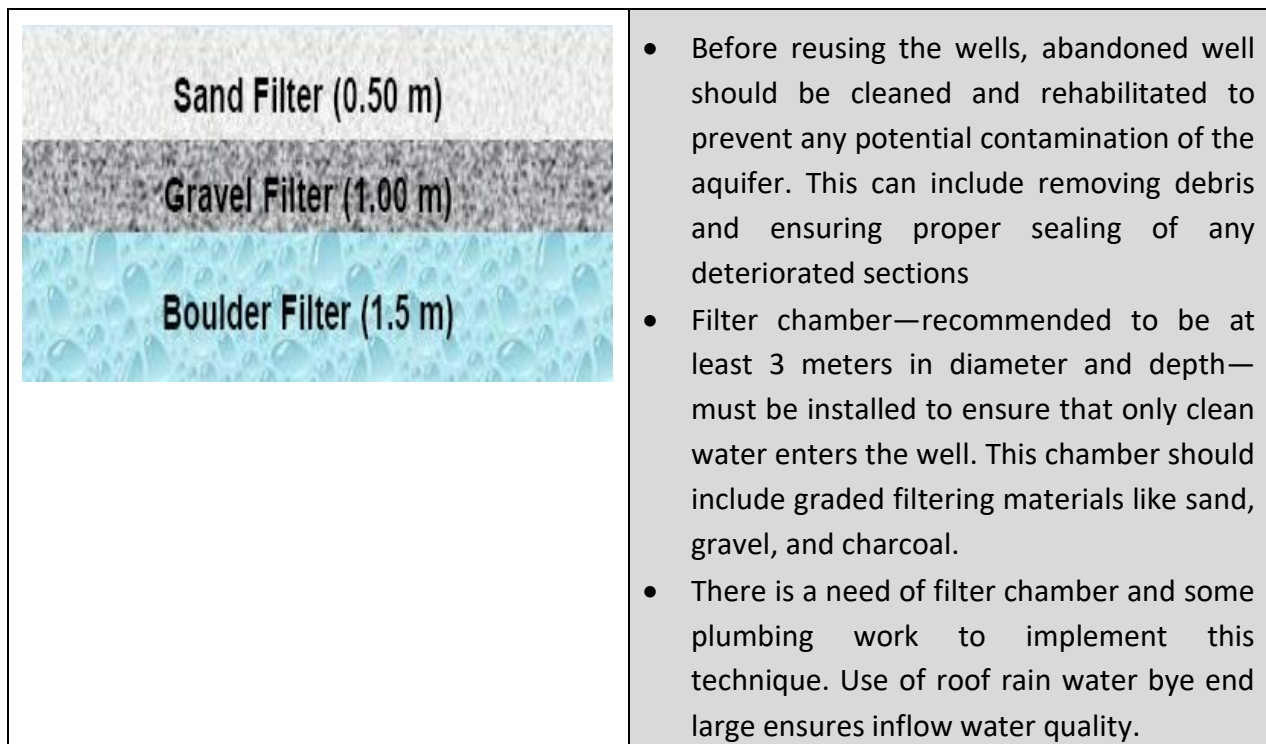 Sand Filter (0.50 m)
Gravel Filter (1.00 m)
Boulder Filter (1.5 m)
• Before reusing the wells, abandoned well
should be cleaned and rehabilitated to
prevent any potential contamination of the
aquifer. This can include removing debris
and ensuring proper sealing of any
deteriorated sections
• Filter chamber—recommended to be at
least 3 meters in diameter and depth—
must be installed to ensure that only clean
water enters the well. This chamber should
include graded filtering materials like sand,
gravel, and charcoal.
• There is a need of filter chamber and some
plumbing work to implement this
technique. Use of roof rain water bye end
large ensures inflow water quality.